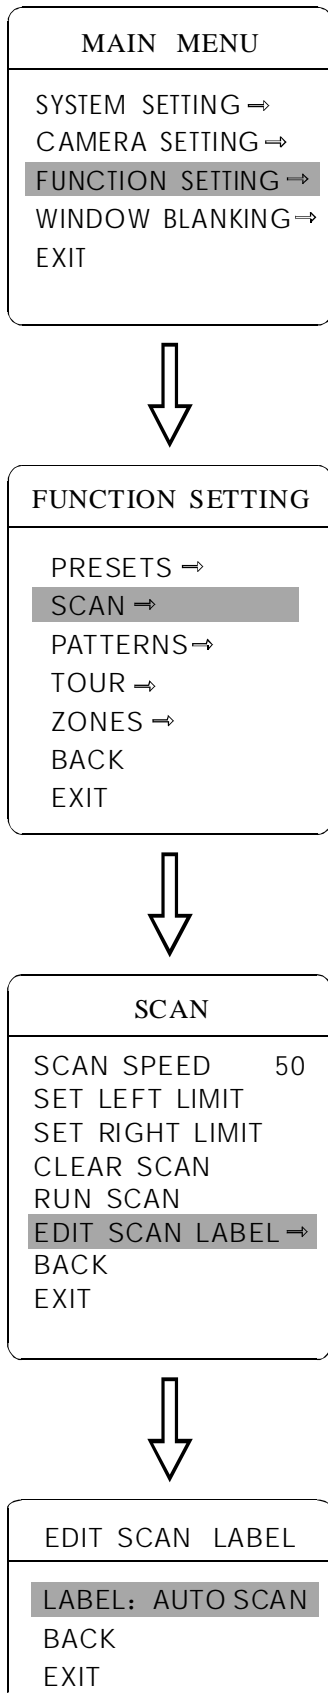 MAIN MENU
SYSTEM SETTING ⇒
CAMERA SETTING ⇒
FUNCTION SETTING ⇒
WINDOW BLANKING ⇒
EXIT
FUNCTION SETTING
PRESETS ⇒
SCAN ⇒
PATTERNS ⇒
TOUR ⇒
ZONES ⇒
BACK
EXIT
SCAN
SCAN SPEED 50
SET LEFT LIMIT
SET RIGHT LIMIT
CLEAR SCAN
RUN SCAN
EDIT SCAN LABEL ⇒
BACK
EXIT
EDIT SCAN LABEL
LABEL: AUTO SCAN
BACK
EXIT